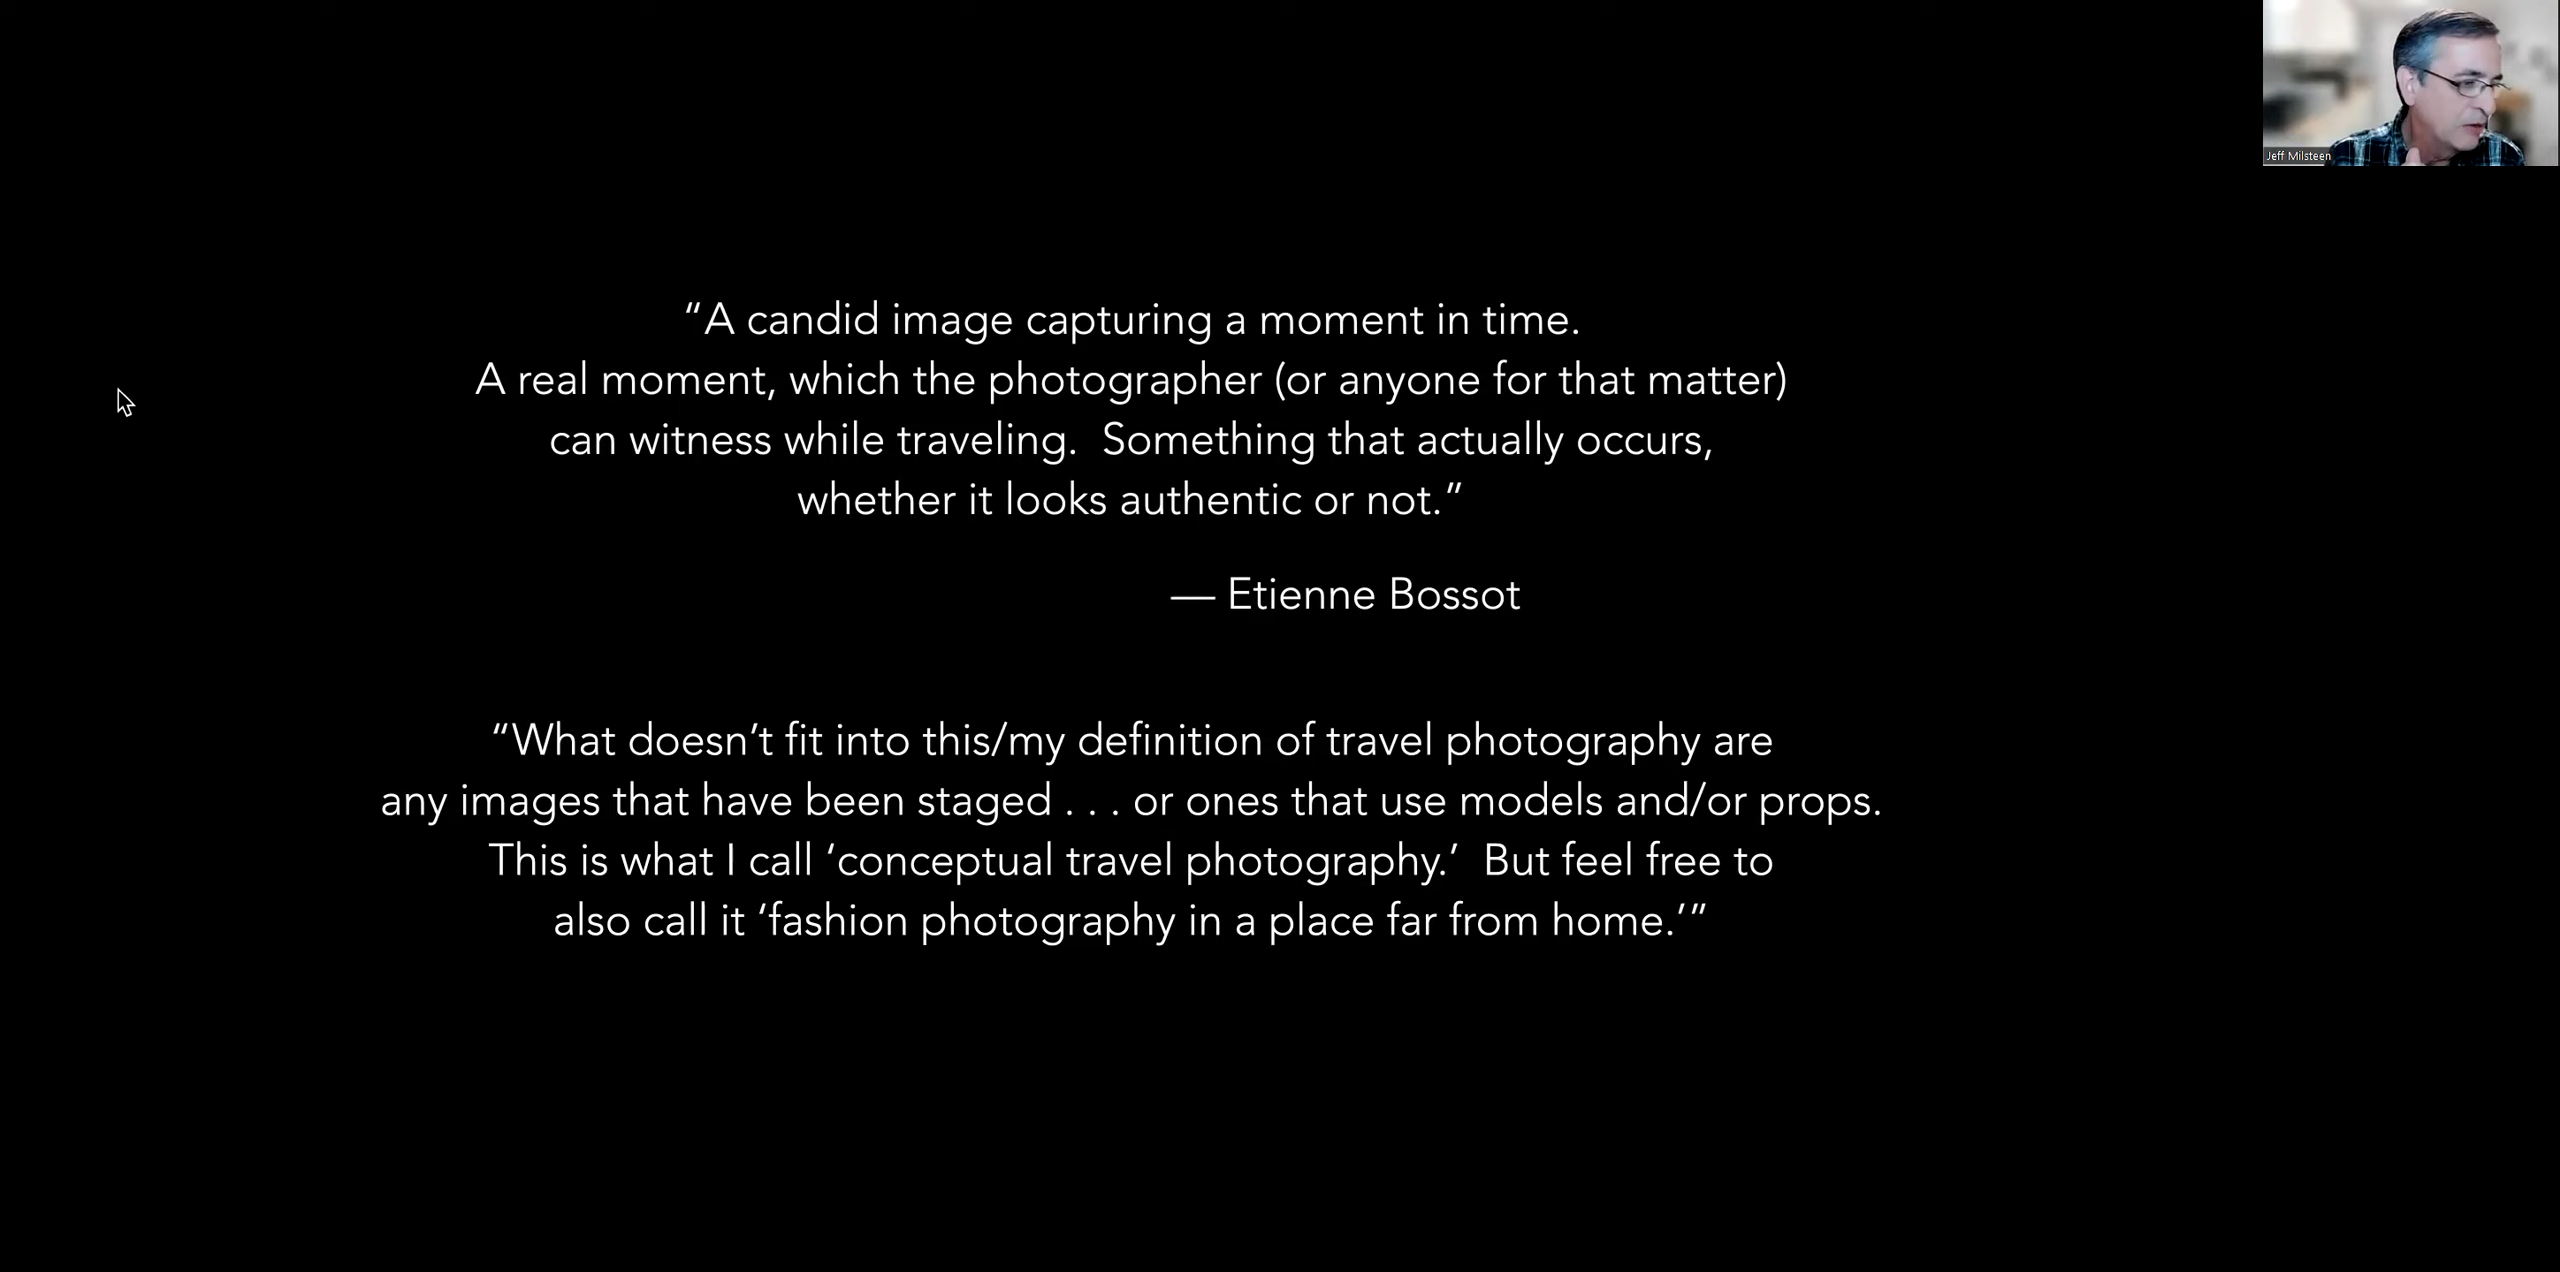 Jeff Milsteen
“A candid image capturing a moment in time.
A real moment, which the photographer (or anyone for that matter)
can witness while traveling.  Something that actually occurs,
whether it looks authentic or not.”
— Etienne Bossot
“What doesn’t fit into this/my definition of travel photography are
any images that have been staged . . . or ones that use models and/or props.
This is what I call ‘conceptual travel photography.’  But feel free to
also call it ‘fashion photography in a place far from home.’”